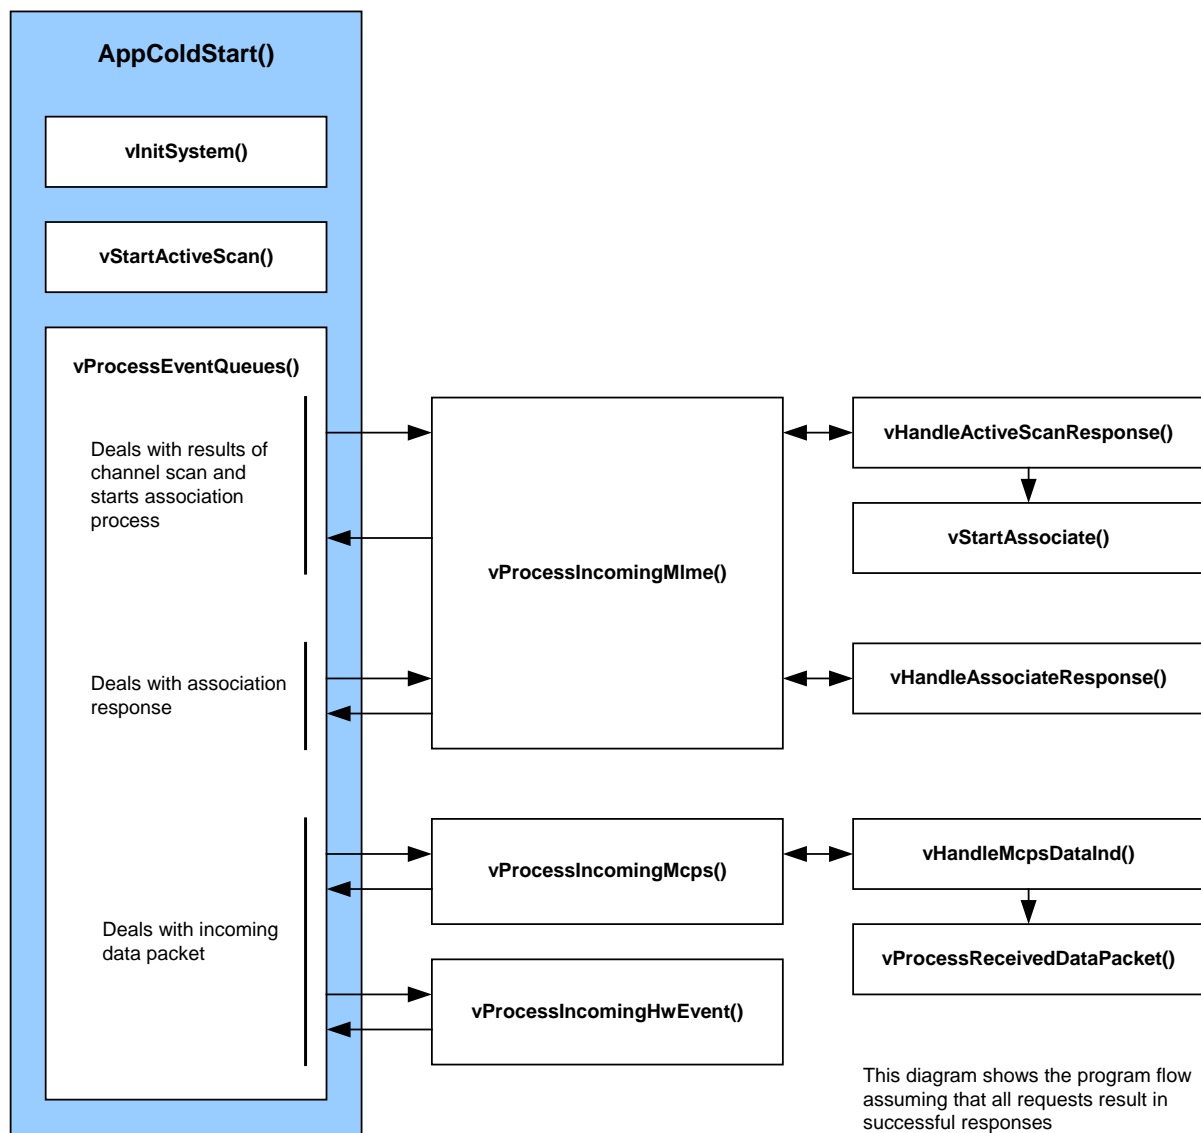 AppColdStart()
vInitSystem()
vStartActiveScan()
vProcessEventQueues()
Deals with results of
channel scan and
starts association
process
vProcessIncomingMlme()
vHandleActiveScanResponse()
vStartAssociate()
Deals with association
response
vHandleAssociateResponse()
Deals with incoming
data packet
vProcessIncomingMcps()
vHandleMcpsDataInd()
vProcessReceivedDataPacket()
vProcessIncomingHwEvent()
This diagram shows the program flow
assuming that all requests result in
successful responses